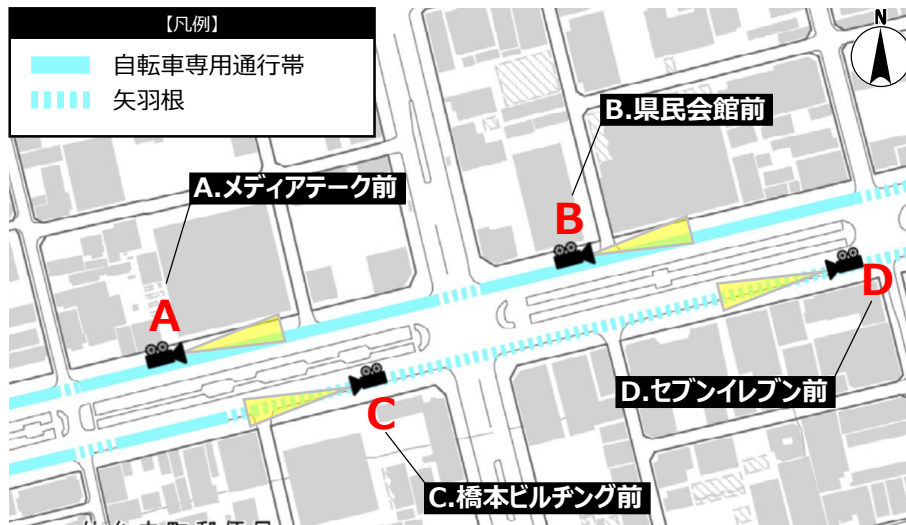 【凡例】
自転車専用通行帯
矢羽根
N
B.県民会館前
A.メディアテーク前
B
A
D
C
D.セブンイレブン前
C.橋本ビルヂング前